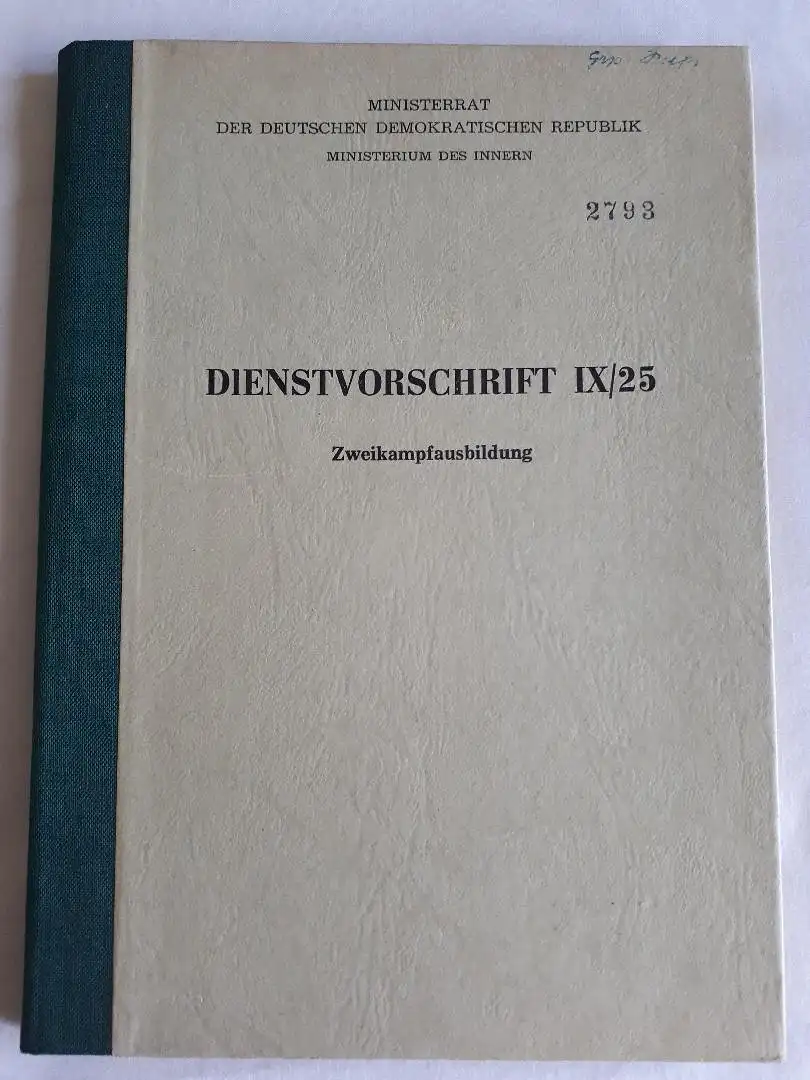 MINISTERRAT
DER DEUTSCHEN DEMOKRATISCHEN REPUBLIK
MINISTERIUM DES INNERN
2793
DIENSTVORSCHRIFT IX/25
Zweikampfausbildung